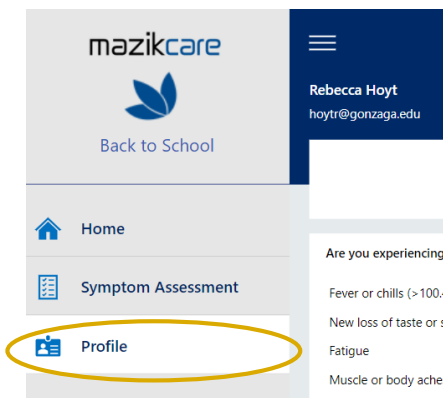 mazikcare
Back to School
Home
Symptom Assessment
Profile
Rebecca Hoyt
hoytr@gonzaga.edu
Are you experiencing
Fever or chills (>100.
New loss of taste or
Fatigue
Muscle or body ache